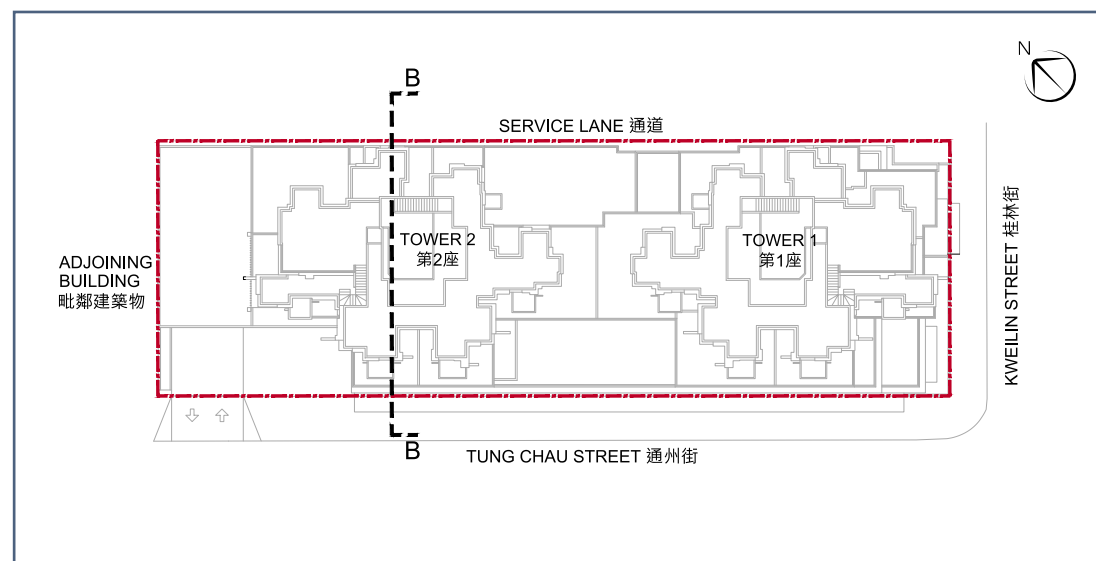 N
B
SERVICE LANE 通道
TOWER 2
第2座
TOWER 1
第1座
ADJOINING
BUILDING
毗鄰建築物
KWEILIN STREET 桂林街
B
TUNG CHAU STREET 通州街